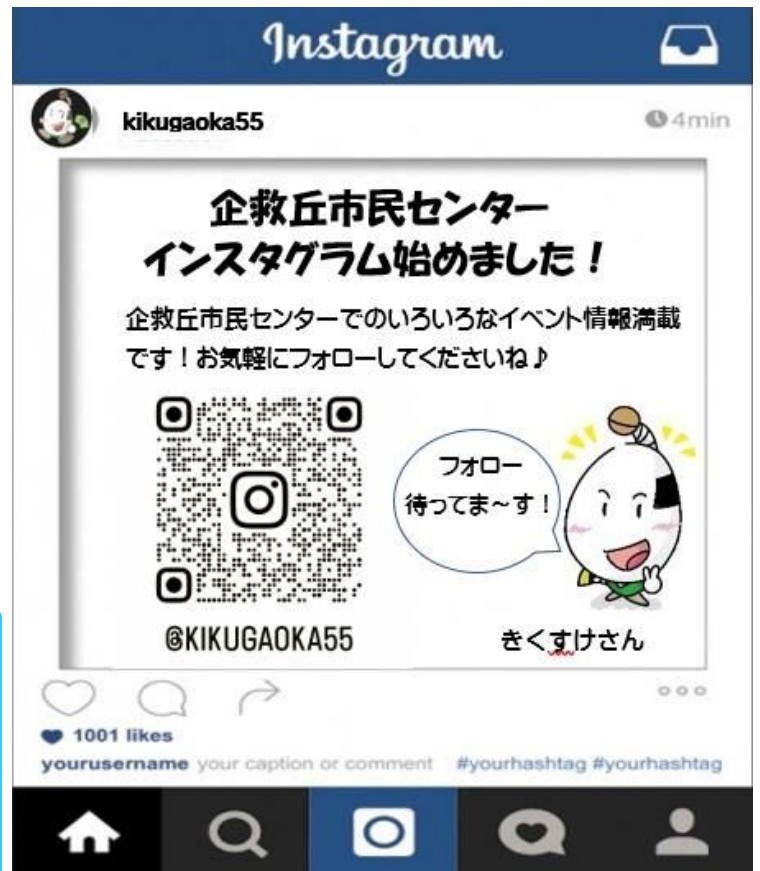 Instagram
kikugaoka55
4min
企救丘市民センター
インスタグラム始めました！
企救丘市民センターでのいろいろなイベント情報満載
です！お気軽にフォローしてくださいね♪
フォロー
待ってま～す！
@KIKUGAOKA55
きくすけさん
1001 likes
yourusername your caption or comment #yourhashtag #yourhashtag